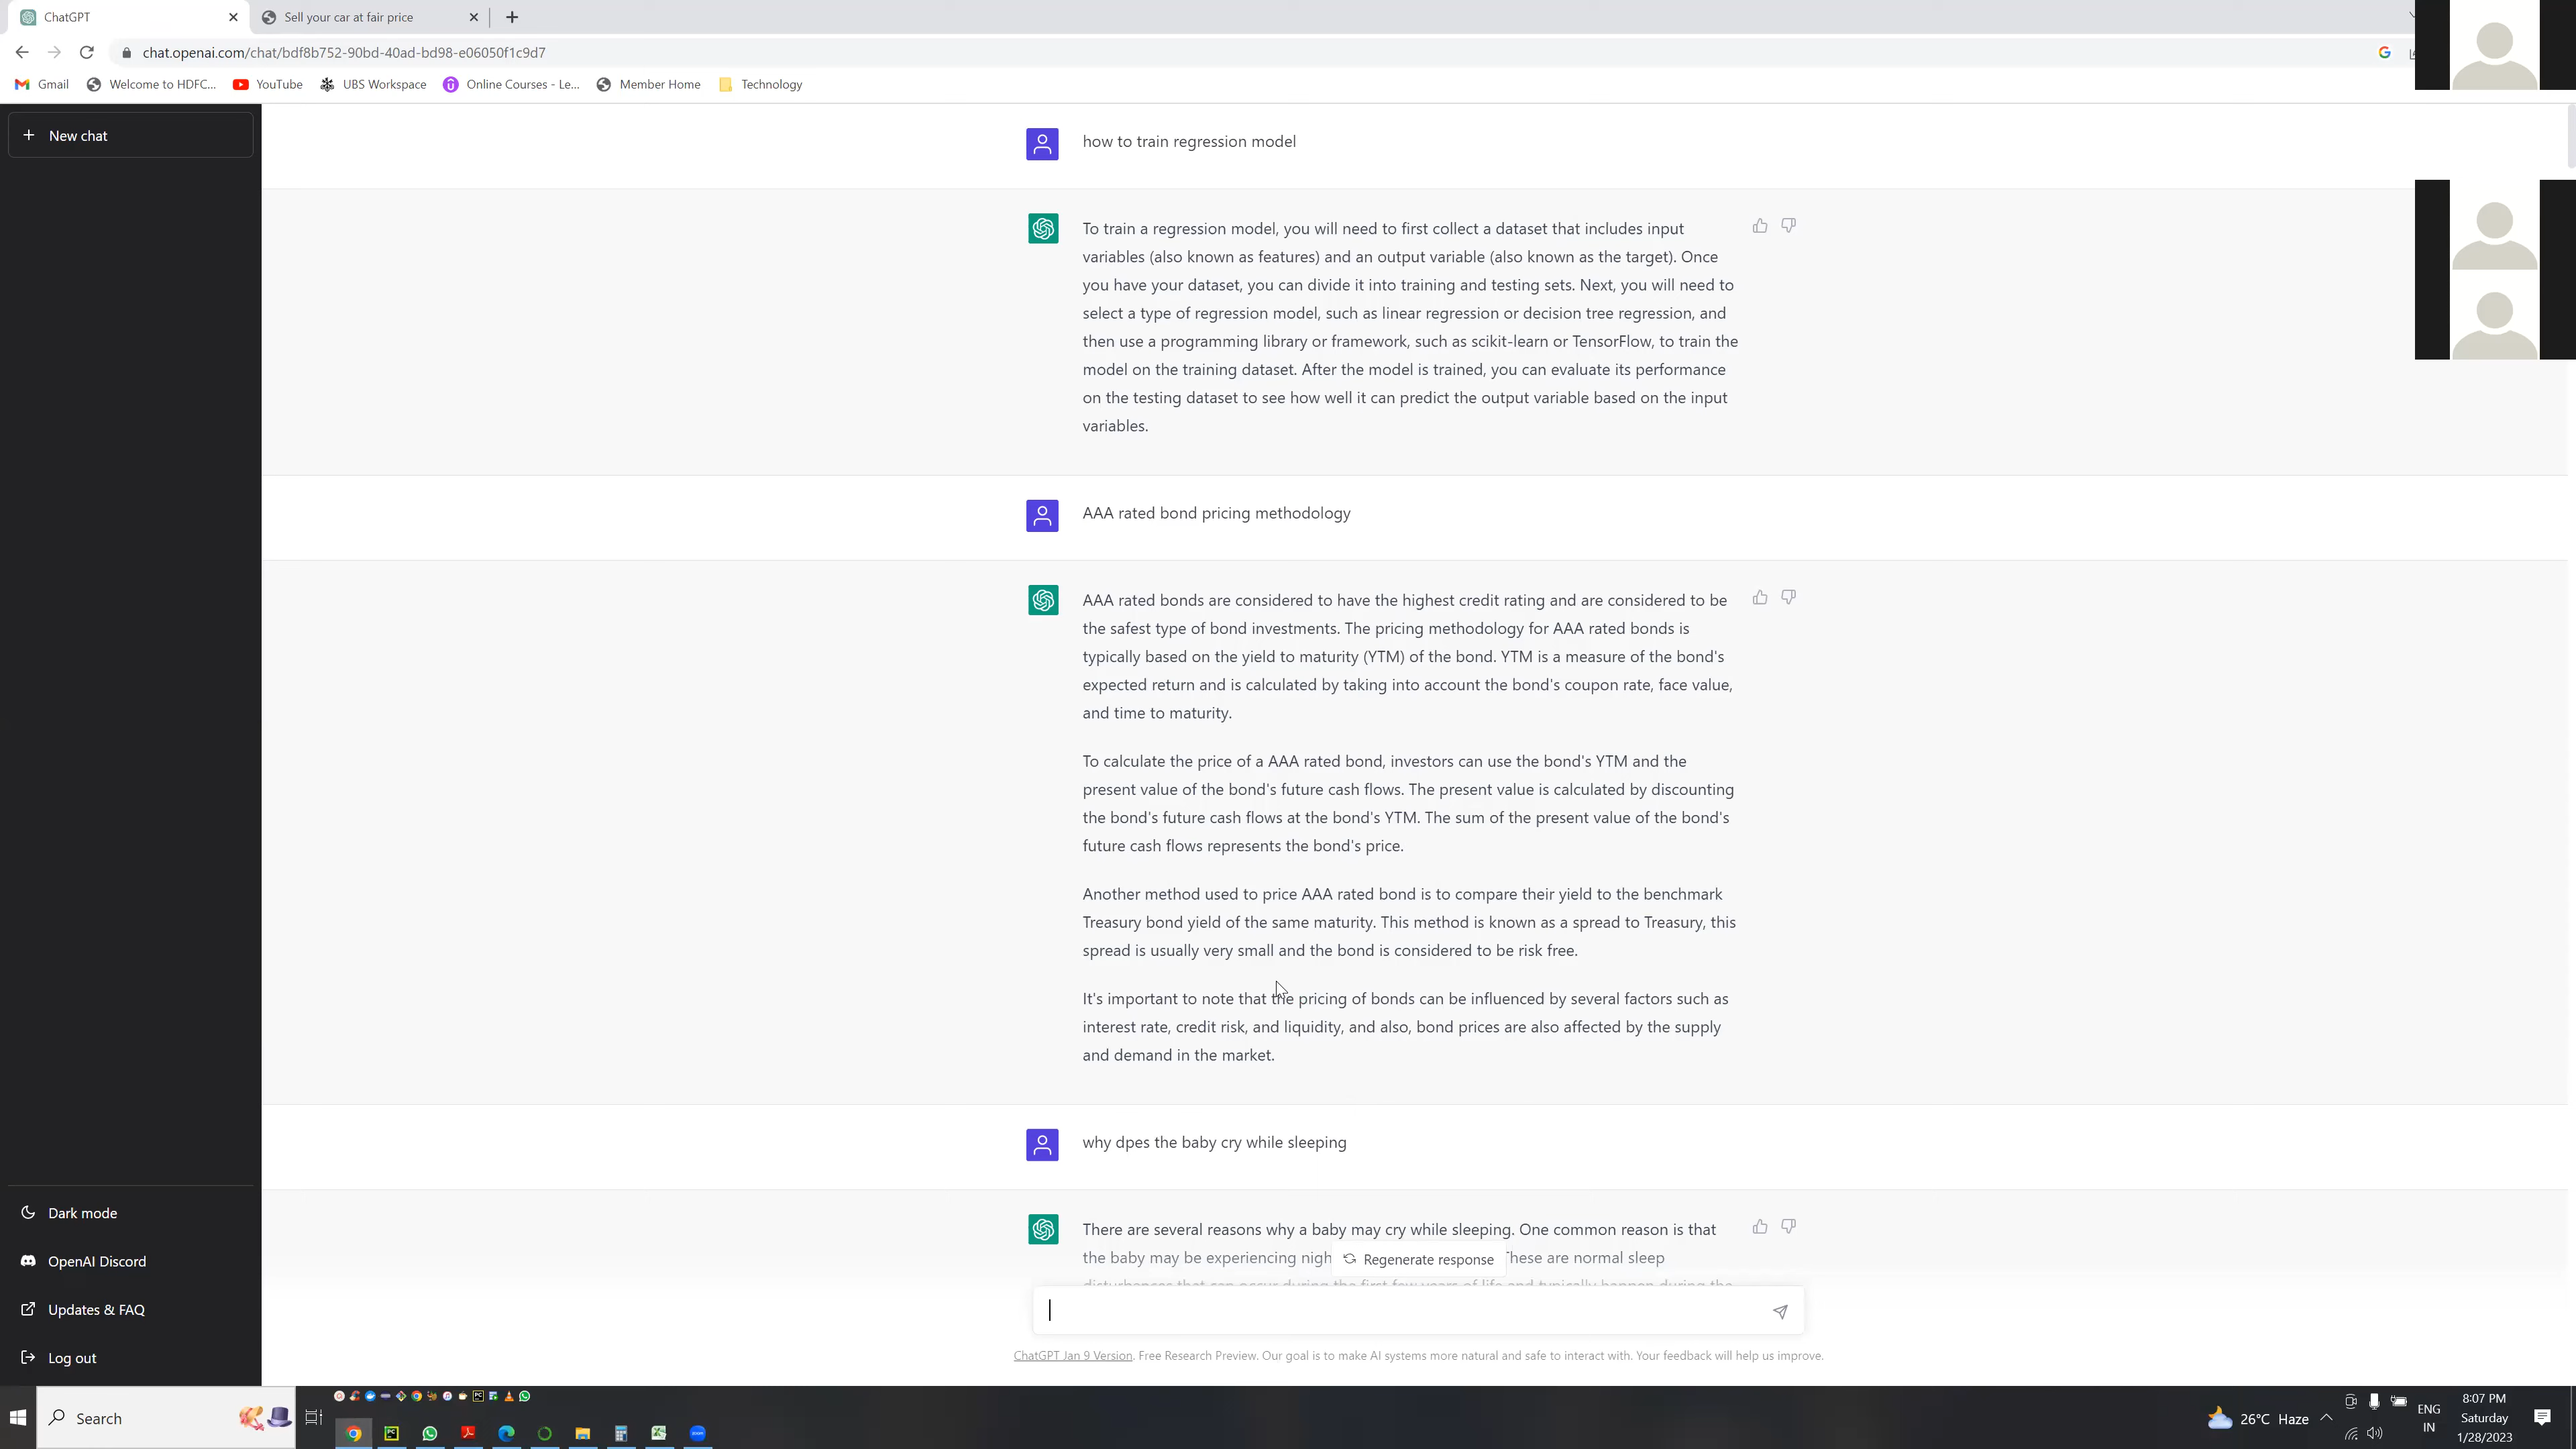 ChatGPT
Sell your car at fair price
chat.openai.com/chat/bdf8b752-90bd-40ad-bd98-e06050f1c9d7
Gmail
Welcome to HDFC...
YouTube
UBS Workspace
Online Courses - Le...
Member Home
Technology
New chat
how to train regression model
To train a regression model, you will need to first collect a dataset that includes input
variables (also known as features) and an output variable (also known as the target). Once
you have your dataset, you can divide it into training and testing sets. Next, you will need to
select a type of regression model, such as linear regression or decision tree regression, and
then use a programming library or framework, such as scikit-learn or TensorFlow, to train the
model on the training dataset. After the model is trained, you can evaluate its performance
on the testing dataset to see how well it can predict the output variable based on the input
variables.
AAA rated bond pricing methodology
AAA rated bonds are considered to have the highest credit rating and are considered to be
the safest type of bond investments. The pricing methodology for AAA rated bonds is
typically based on the yield to maturity (YTM) of the bond. YTM is a measure of the bond's
expected return and is calculated by taking into account the bond's coupon rate, face value,
and time to maturity.
To calculate the price of a AAA rated bond, investors can use the bond's YTM and the
present value of the bond's future cash flows. The present value is calculated by discounting
the bond's future cash flows at the bond's YTM. The sum of the present value of the bond's
future cash flows represents the bond's price.
Another method used to price AAA rated bond is to compare their yield to the benchmark
Treasury bond yield of the same maturity. This method is known as a spread to Treasury, this
spread is usually very small and the bond is considered to be risk free.
It's important to note that the pricing of bonds can be influenced by several factors such as
interest rate, credit risk, and liquidity, and also, bond prices are also affected by the supply
and demand in the market.
why dpes the baby cry while sleeping
There are several reasons why a baby may cry while sleeping. One common reason is that
the baby may be experiencing nigh
Regenerate response
These are normal sleep
disturbances that can occur during the first few years of life and typically happen during the
ChatGPT Jan 9 Version. Free Research Preview. Our goal is to make AI systems more natural and safe to interact with. Your feedback will help us improve.
Dark mode
OpenAI Discord
Updates & FAQ
Log out
Search
26°C Haze
ENG
IN
8:07 PM
Saturday
1/28/2023